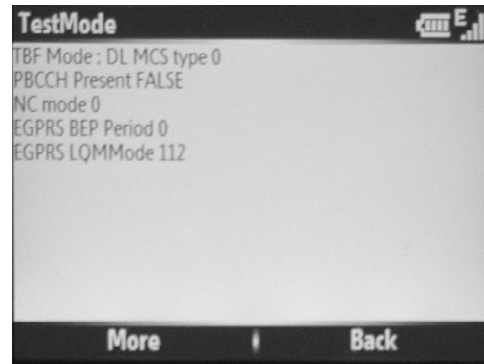 TestMode
E
TBF Mode : DL MCS type 0
PBCCH Present FALSE
NC mode 0
EGPRS BEP Period 0
EGPRS LQMMode 112
More Back